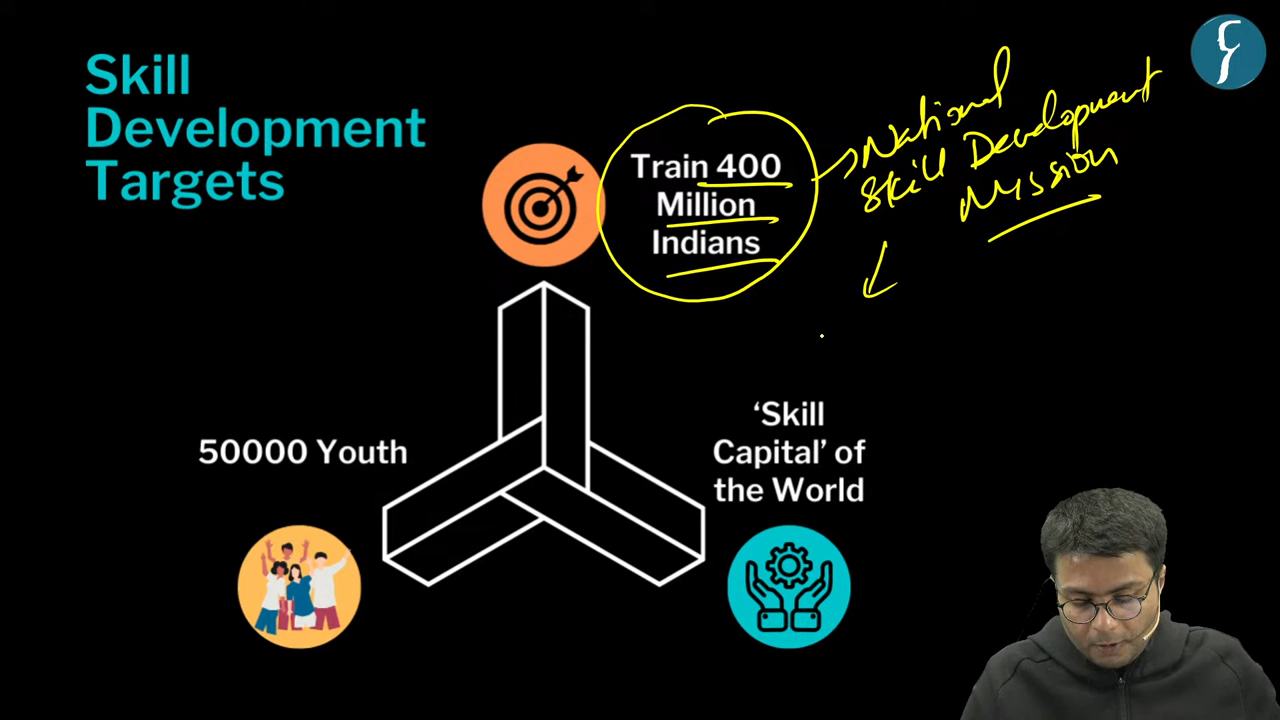 Skill
Development
Targets
Train 400
Million
Indians
National
Skill Development
Mission
50000 Youth
‘Skill
Capital’ of
the World